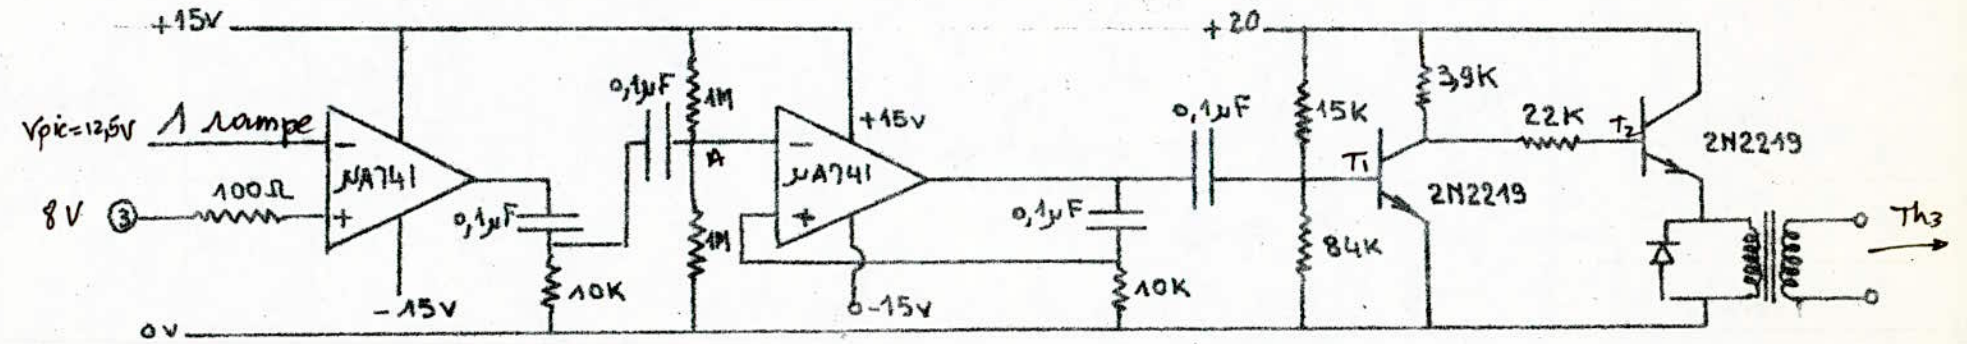 +15V
+20
Vpic=12,5V 1 rampe
0,1µF
1M
+15v
0,1µF
15K
3,9K
22K
T2
2N2219
µA741
A
µA741
T1
2N2219
8V 3 100Ω
0,1µF
1M
0,1µF
84K
Th3
10K
10K
-15v
-15v
0v